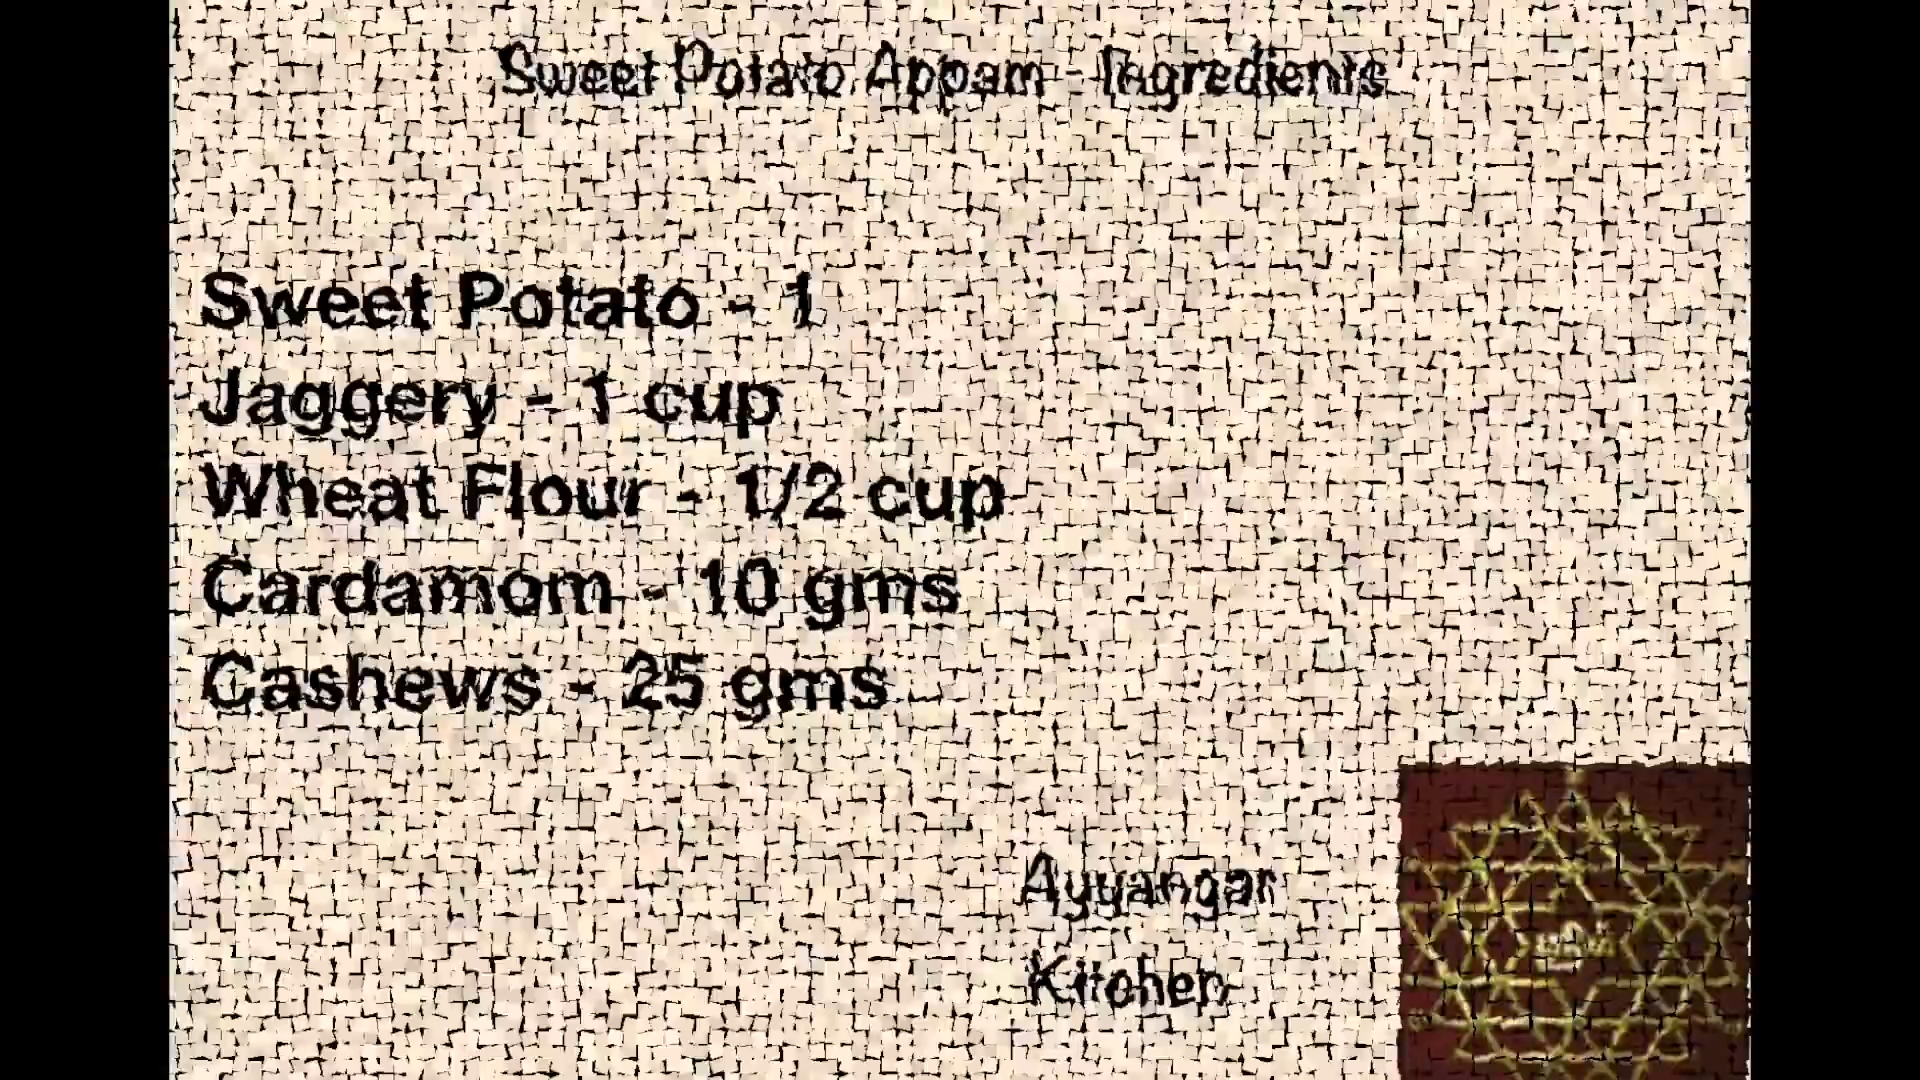 Sweet Potato Appam - Ingredients
Sweet Potato - 1
Jaggery - 1 cup
Wheat Flour - 1/2 cup
Cardamom - 10 gms
Cashews - 25 gms
Ayyangar
Kitchen